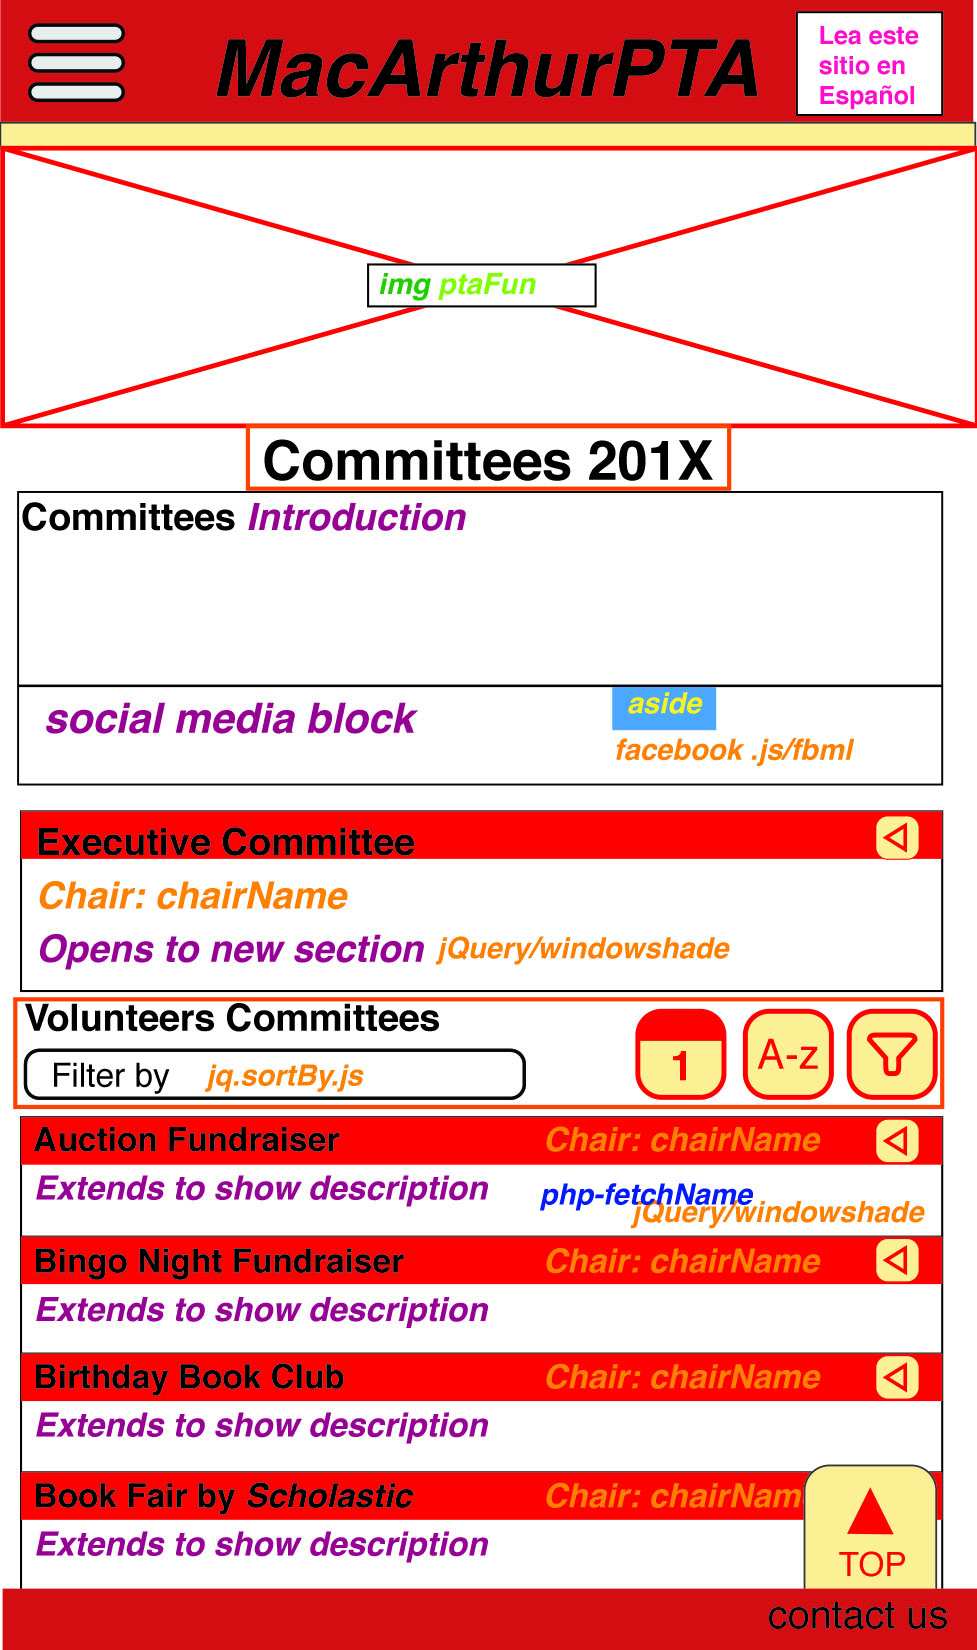 MacArthurPTA
Lea este
sitio en
Español
img ptaFun
Committees 201X
Committees Introduction
social media block
aside
facebook .js/fbml
Executive Committee
Chair: chairName
Opens to new section jQuery/windowshade
Volunteers Committees
Filter by jq.sortBy.js
1
A-z
Auction Fundraiser Chair: chairName
Extends to show description php-fetchName
jQuery/windowshade
Bingo Night Fundraiser Chair: chairName
Extends to show description
Birthday Book Club Chair: chairName
Extends to show description
Book Fair by Scholastic Chair: chairNam
Extends to show description
TOP
contact us